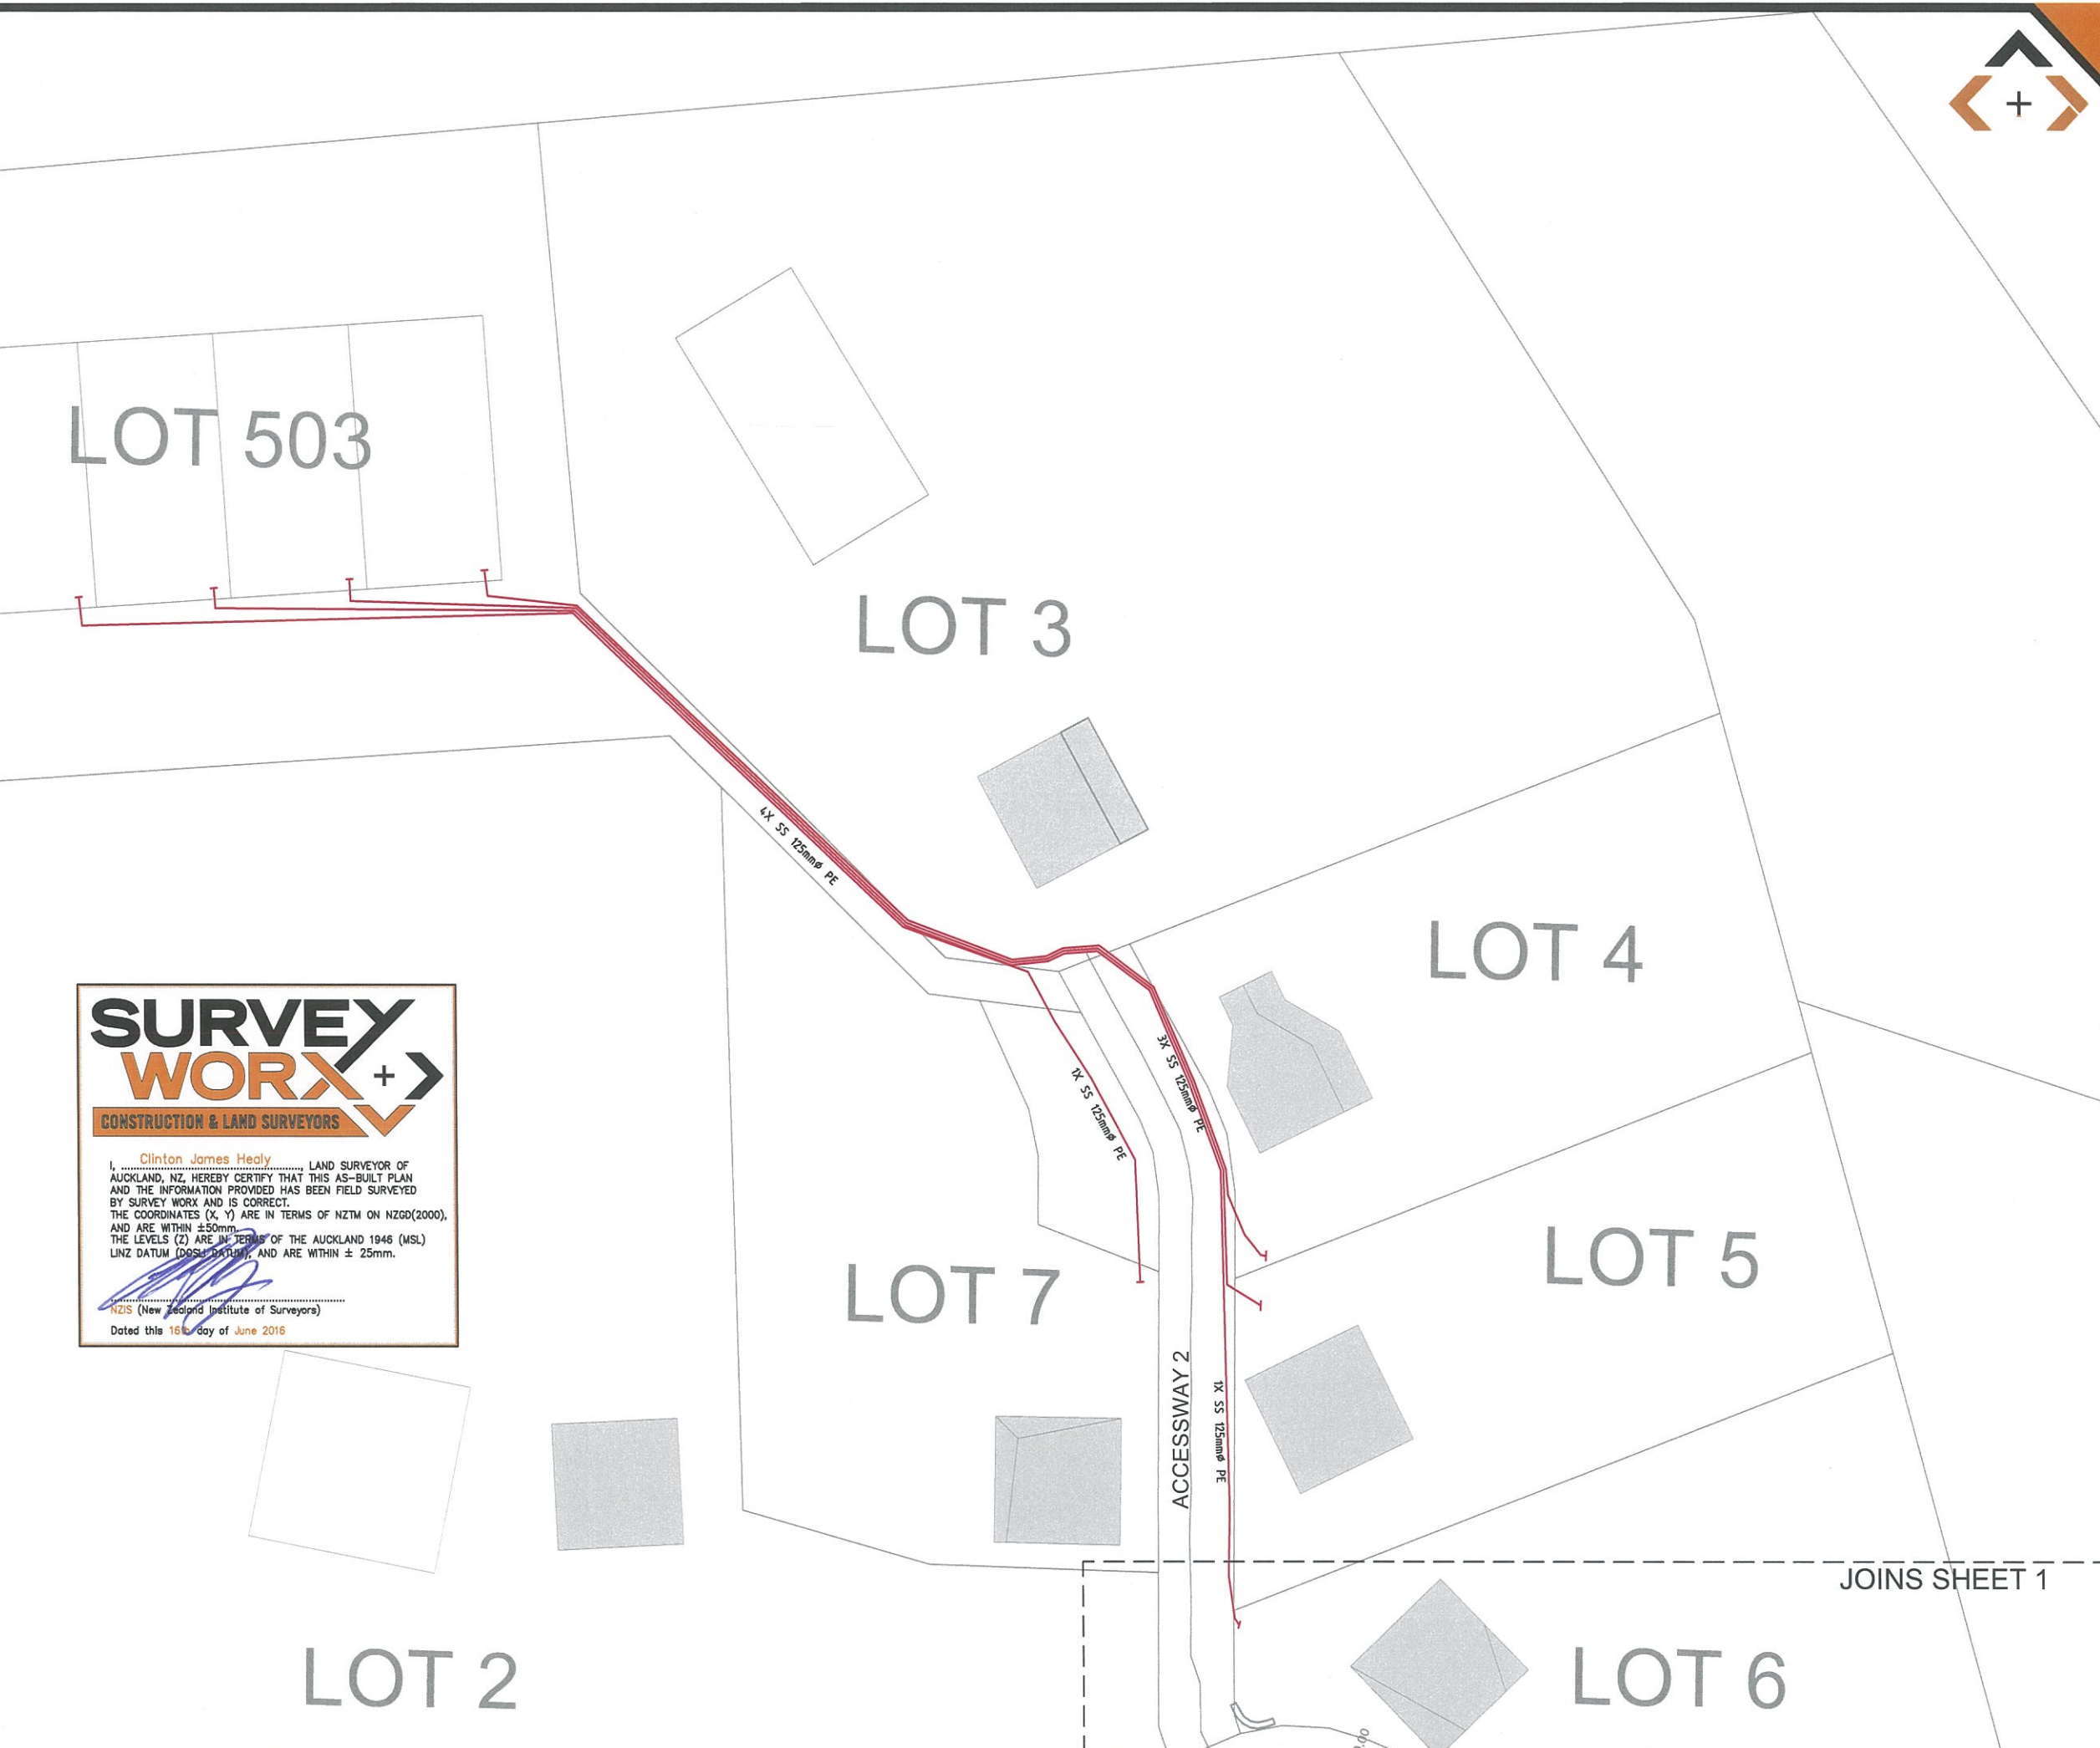 LOT 503
LOT 3
4X SS 125mmø PE
LOT 4
3X SS 125mmø PE
1X SS 125mmø PE
SURVEY
WORX
CONSTRUCTION & LAND SURVEYORS
I, Clinton James Healy, LAND SURVEYOR OF
AUCKLAND, NZ, HEREBY CERTIFY THAT THIS AS-BUILT PLAN
AND THE INFORMATION PROVIDED HAS BEEN FIELD SURVEYED
BY SURVEY WORX AND IS CORRECT.
THE COORDINATES (X, Y) ARE IN TERMS OF NZTM ON NZGD(2000),
AND ARE WITHIN ±50mm.
THE LEVELS (Z) ARE IN TERMS OF THE AUCKLAND 1946 (MSL)
LINZ DATUM (DOSLI DATUM), AND ARE WITHIN ± 25mm.
NZIS (New Zealand Institute of Surveyors)
Dated this 16th day of June 2016
LOT 7
LOT 5
ACCESSWAY 2
1X SS 125mmø PE
JOINS SHEET 1
LOT 2
LOT 6